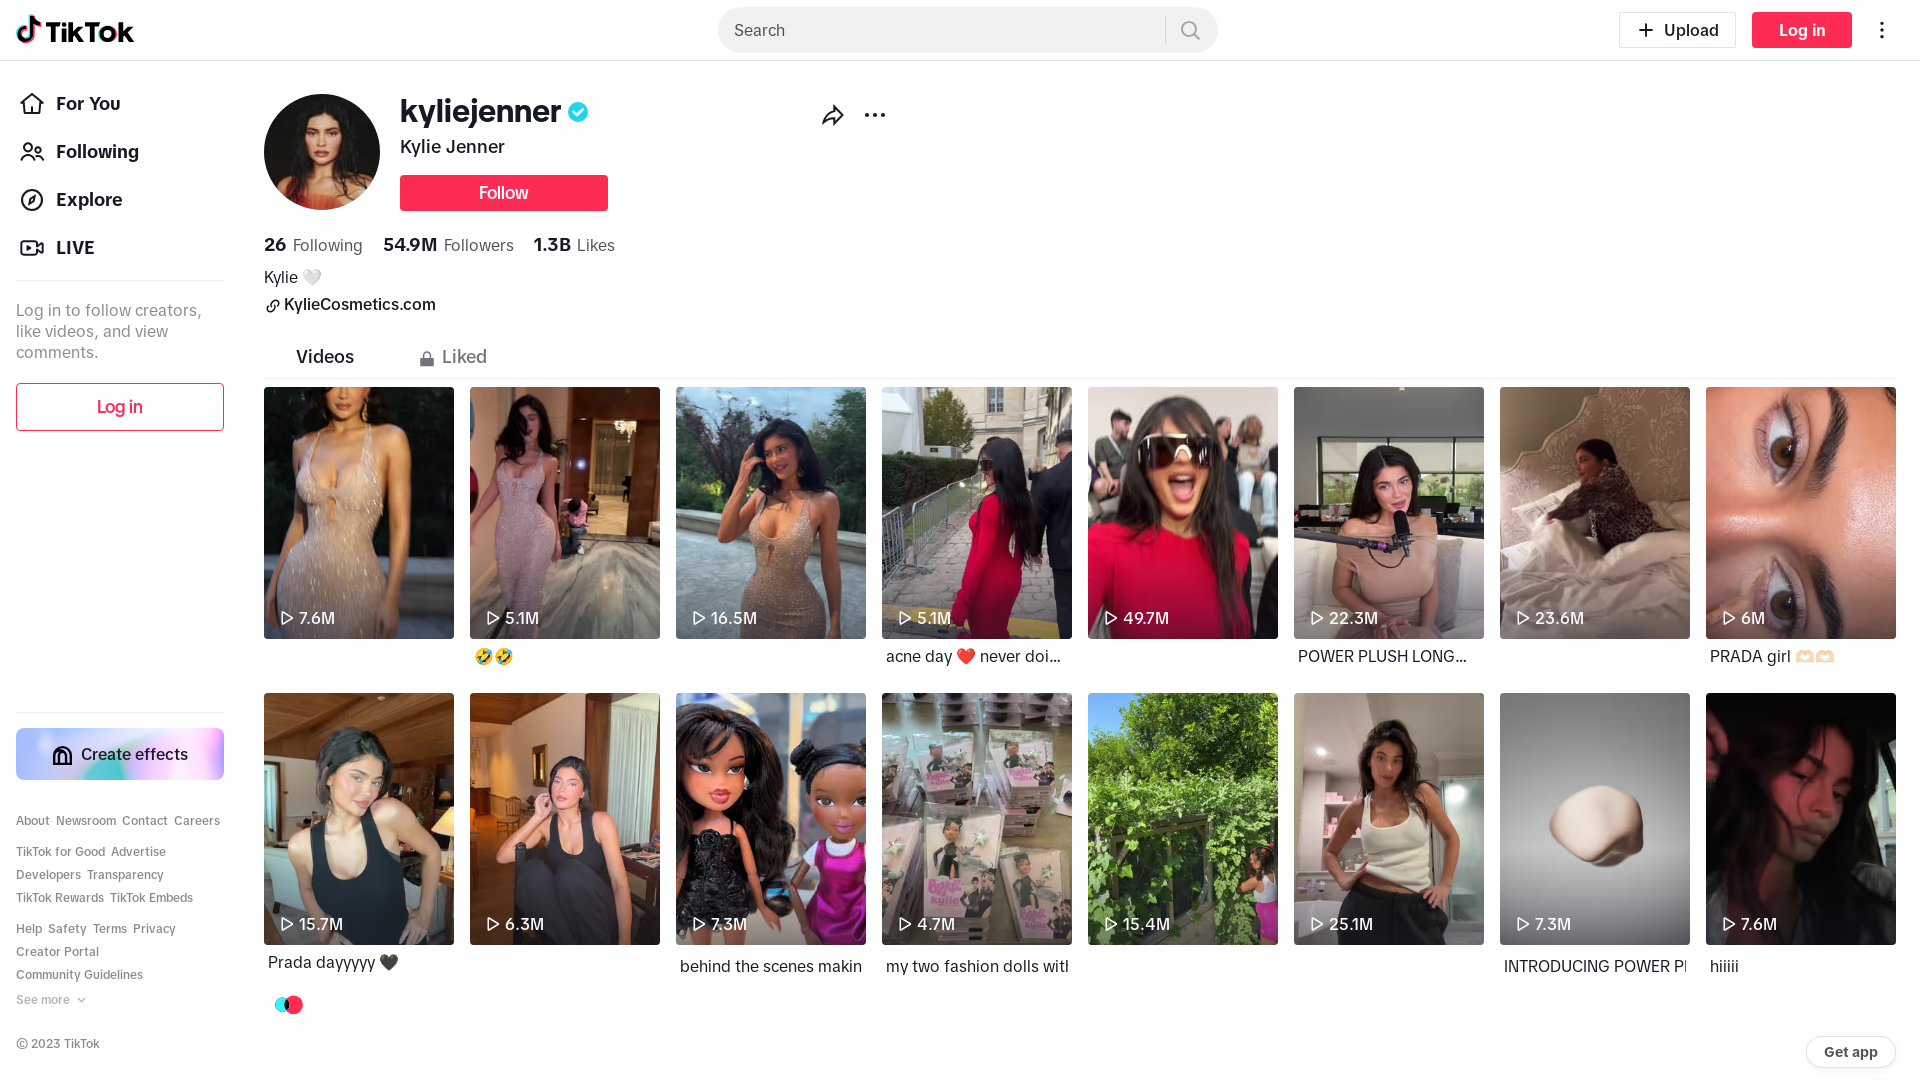 TikTok
Search
Upload
Log in
For You
Following
Explore
LIVE
Log in to follow creators,
like videos, and view
comments.
Log in
Create effects
About Newsroom Contact Careers
TikTok for Good Advertise
Developers Transparency
TikTok Rewards TikTok Embeds
Help Safety Terms Privacy
Creator Portal
Community Guidelines
See more
© 2023 TikTok
kyliejenner
Kylie Jenner
Follow
26 Following 54.9M Followers 1.3B Likes
Kylie 🤍
KylieCosmetics.com
Videos Liked
7.6M
5.1M
16.5M
5.1M
49.7M
22.3M
23.6M
6M
🤣🤣
acne day ❤️ never doi...
POWER PLUSH LONG...
PRADA girl 🫶🏻🫶🏻
15.7M
6.3M
7.3M
Bratz
kylie
4.7M
15.4M
25.1M
7.3M
7.6M
Prada dayyyyy 🖤
behind the scenes makin
my two fashion dolls with
INTRODUCING POWER Pl
hiiiii
Get app